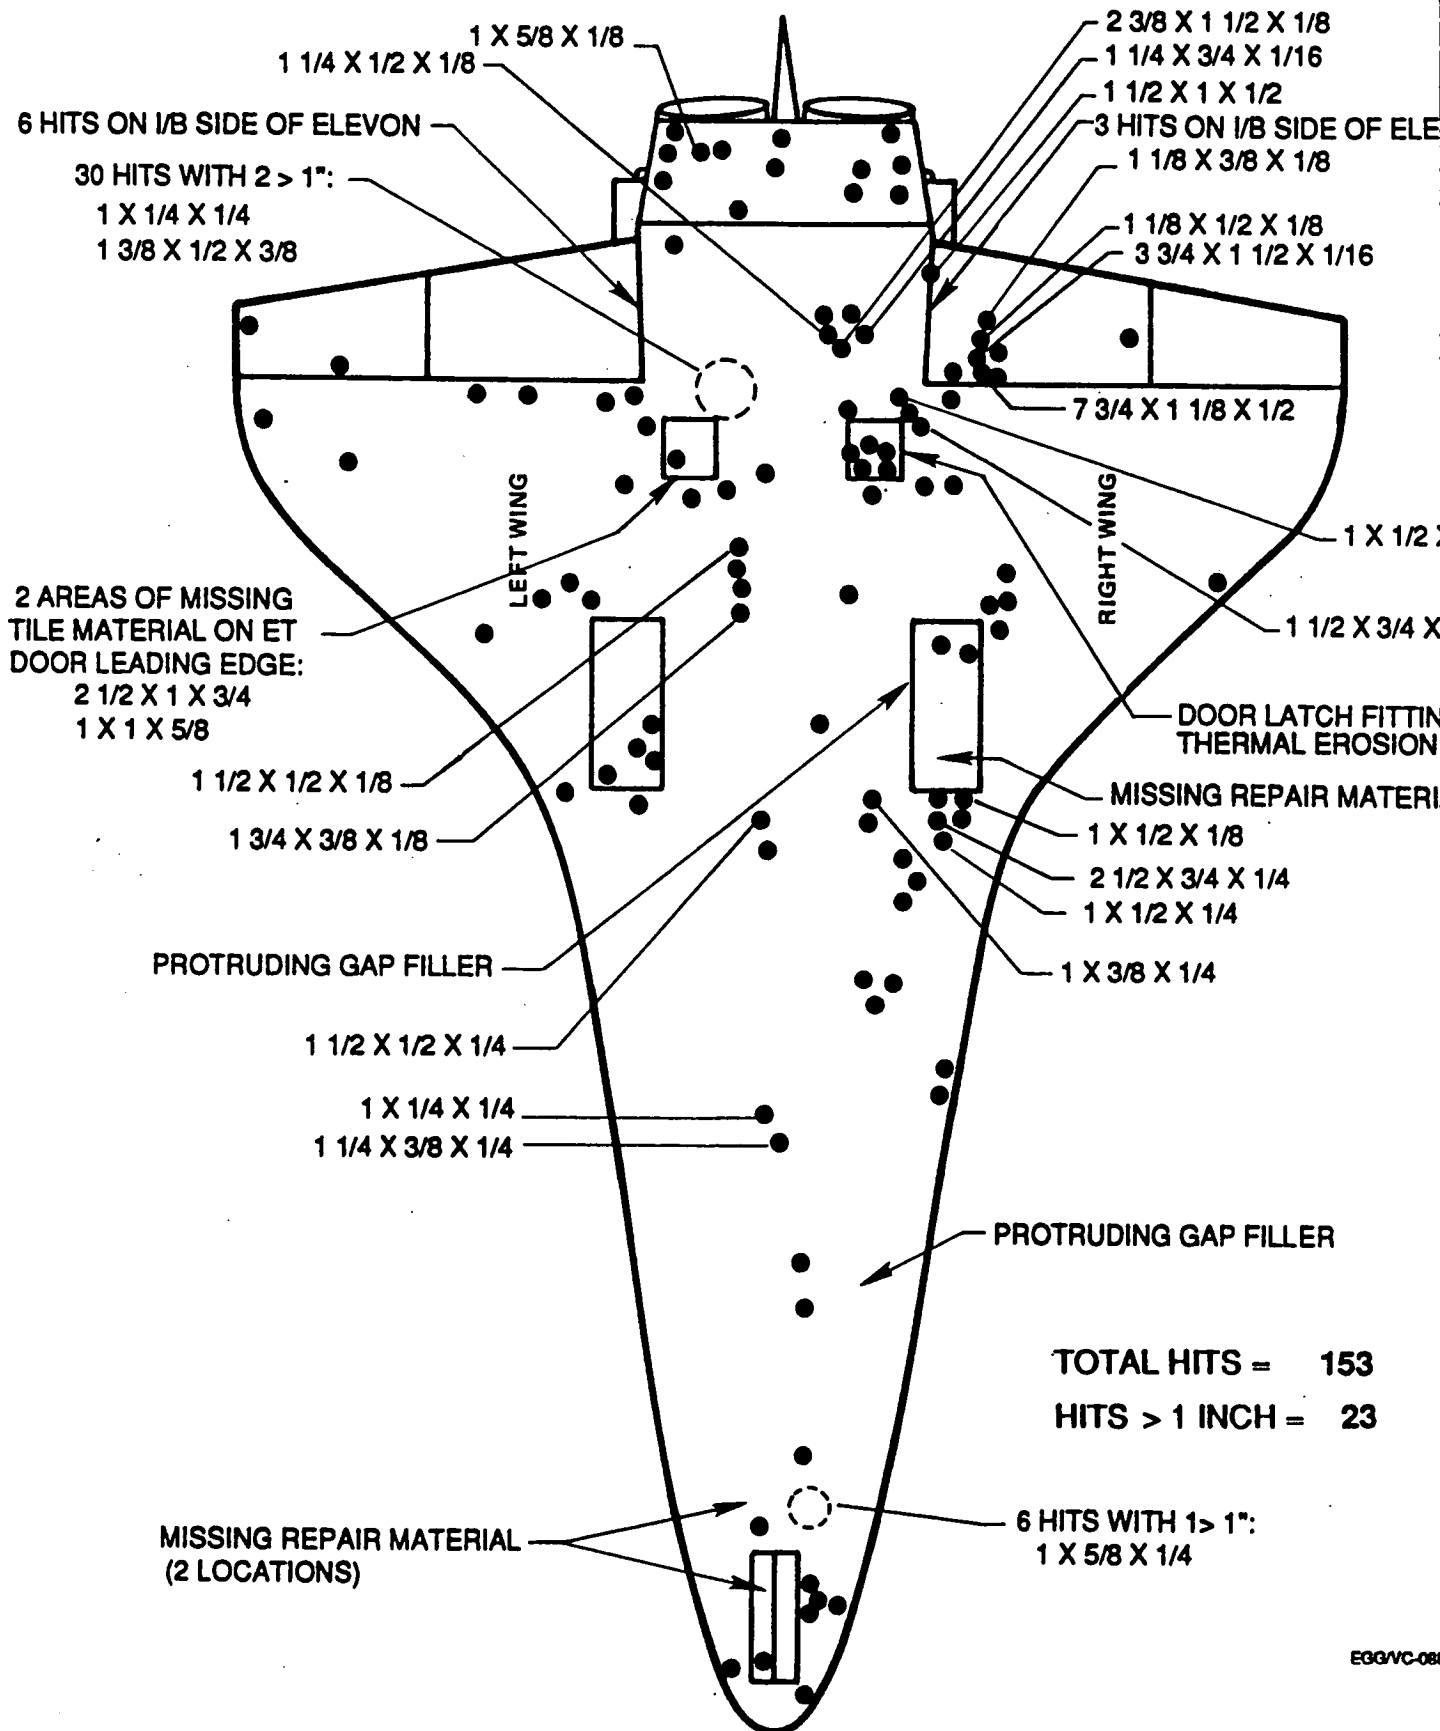 1 X 5/8 X 1/8
1 1/4 X 1/2 X 1/8
6 HITS ON I/B SIDE OF ELEVON
30 HITS WITH 2 > 1":
1 X 1/4 X 1/4
1 3/8 X 1/2 X 3/8
2 3/8 X 1 1/2 X 1/8
1 1/4 X 3/4 X 1/16
1 1/2 X 1 X 1/2
3 HITS ON I/B SIDE OF ELE
1 1/8 X 3/8 X 1/8
1 1/8 X 1/2 X 1/8
3 3/4 X 1 1/2 X 1/16
7 3/4 X 1 1/8 X 1/2
LEFT WING
RIGHT WING
1 X 1/2 X
1 1/2 X 3/4 X
2 AREAS OF MISSING
TILE MATERIAL ON ET
DOOR LEADING EDGE:
2 1/2 X 1 X 3/4
1 X 1 X 5/8
DOOR LATCH FITTIN
THERMAL EROSION
1 1/2 X 1/2 X 1/8
MISSING REPAIR MATERI
1 3/4 X 3/8 X 1/8
1 X 1/2 X 1/8
2 1/2 X 3/4 X 1/4
1 X 1/2 X 1/4
PROTRUDING GAP FILLER
1 X 3/8 X 1/4
1 1/2 X 1/2 X 1/4
1 X 1/4 X 1/4
1 1/4 X 3/8 X 1/4
PROTRUDING GAP FILLER
TOTAL HITS = 153
HITS > 1 INCH = 23
6 HITS WITH 1> 1":
1 X 5/8 X 1/4
MISSING REPAIR MATERIAL
(2 LOCATIONS)
EGG/VC-08